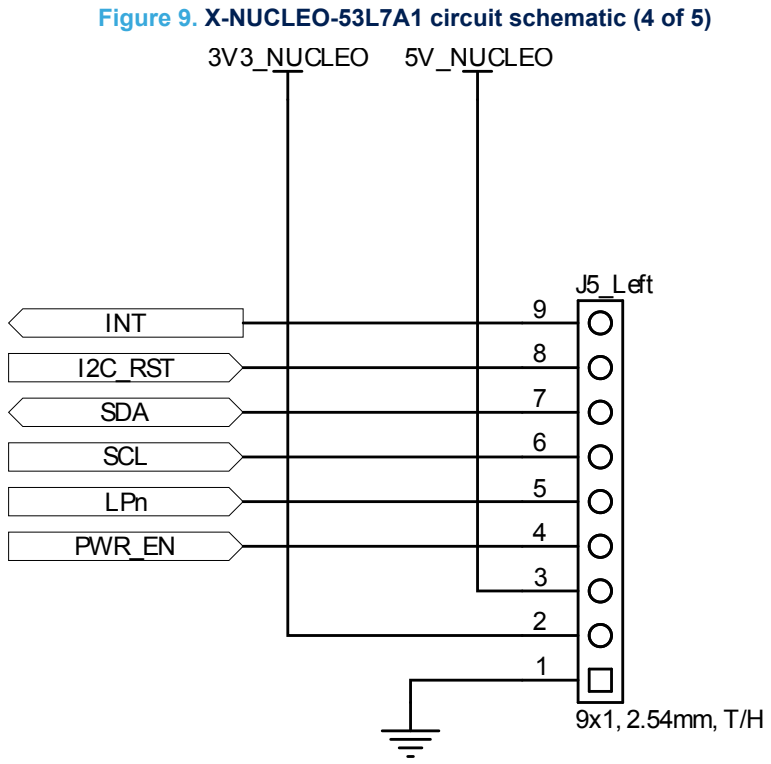 Figure 9. X-NUCLEO-53L7A1 circuit schematic (4 of 5)
3V3_NUCLEO 5V_NUCLEO
J5_Left
INT 9
I2C_RST 8
SDA 7
SCL 6
LPn 5
PWR_EN 4
3
2
1
9x1, 2.54mm, T/H